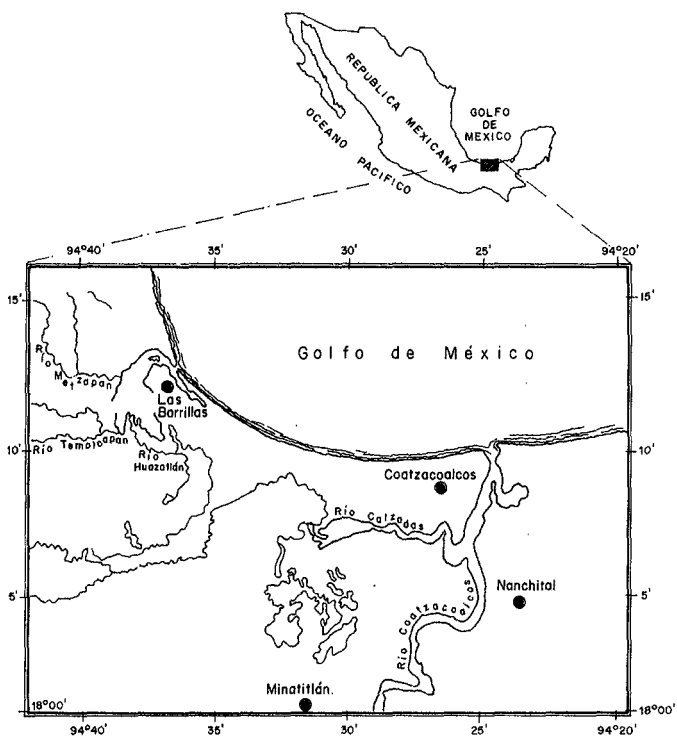 REPUBLICA MEXICANA
GOLFO
DE
MEXICO
OCEANO PACIFICO
94°40' 35' 30' 25' 94°20'
15' 15'
Golfo de México
Río Metzapan
Las
Barrillas
10' 10'
Río Temoloapan
Río
Huazatlán
Coatzacoalcos
Río Calzadas
Nanchital
5' 5'
Río Coatzacoalcos
Minatitlán.
18°00' 18°00'
94°40' 35' 30' 25' 94°20'